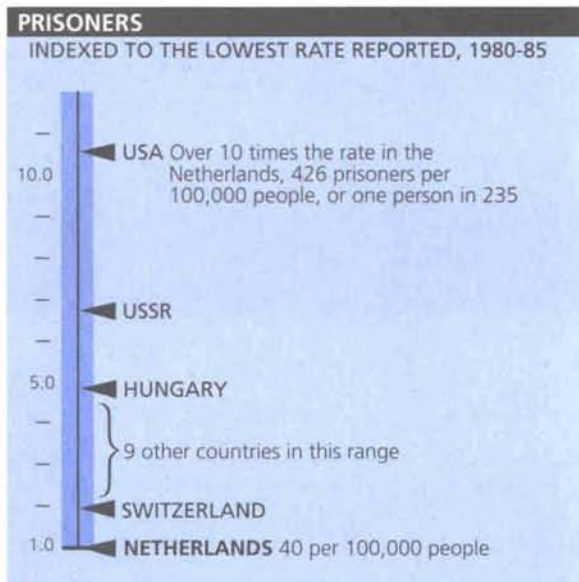 PRISONERS
INDEXED TO THE LOWEST RATE REPORTED, 1980-85
USA Over 10 times the rate in the
10.0 Netherlands, 426 prisoners per
100,000 people, or one person in 235
USSR
5.0
HUNGARY
9 other countries in this range
SWITZERLAND
1.0 NETHERLANDS 40 per 100,000 people